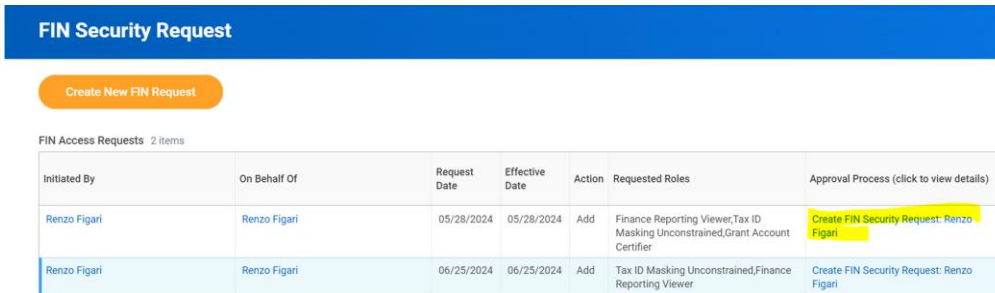 FIN Security Request
Create New FIN Request
FIN Access Requests 2 items
Initiated By On Behalf Of Request Date Effective Date Action Requested Roles Approval Process (click to view details)
Renzo Figari Renzo Figari 05/28/2024 05/28/2024 Add Finance Reporting Viewer,Tax ID Create FIN Security Request: Renzo
Masking Unconstrained,Grant Account Figari
Certifier
Renzo Figari Renzo Figari 06/25/2024 06/25/2024 Add Tax ID Masking Unconstrained,Finance Create FIN Security Request: Renzo
Reporting Viewer Figari